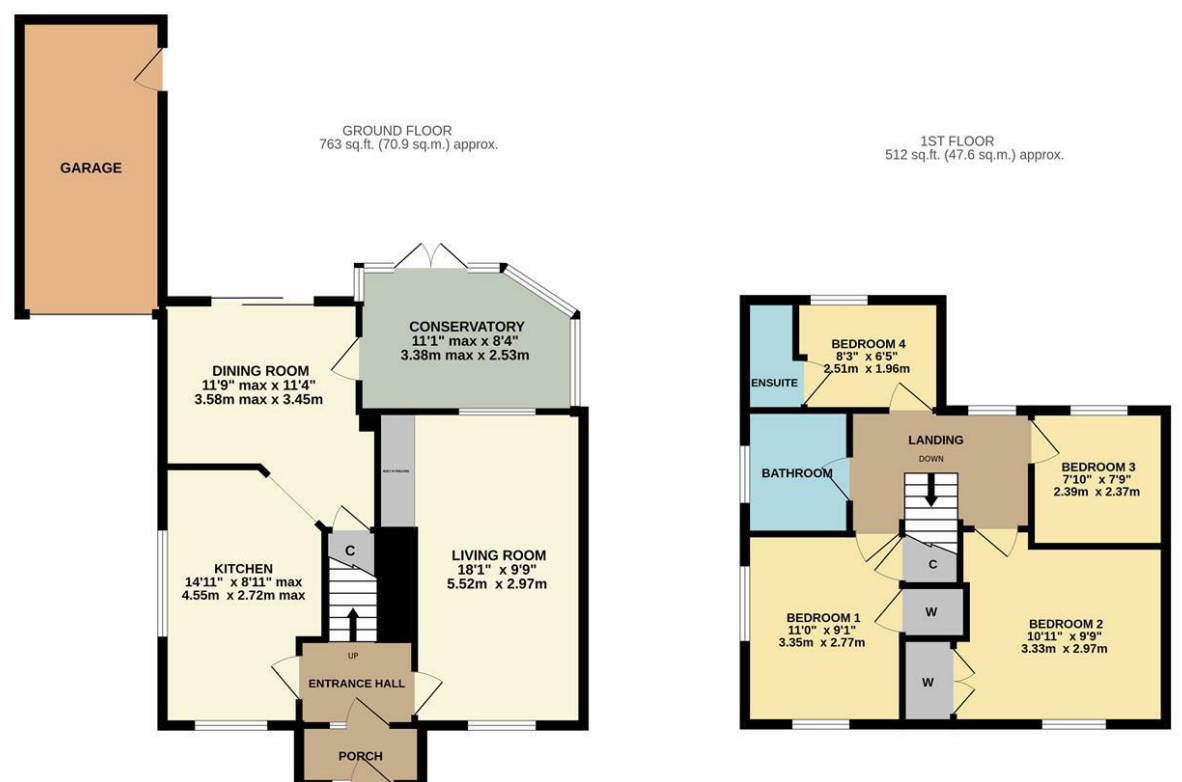 GROUND FLOOR
763 sq.ft. (70.9 sq.m.) approx.
GARAGE
CONSERVATORY
11'1" max x 8'4"
3.38m max x 2.53m
DINING ROOM
11'9" max x 11'4"
3.58m max x 3.45m
KITCHEN
14'11" x 8'11" max
4.55m x 2.72m max
C
LIVING ROOM
18'1" x 9'9"
5.52m x 2.97m
UP
ENTRANCE HALL
PORCH
1ST FLOOR
512 sq.ft. (47.6 sq.m.) approx.
BEDROOM 4
8'3" x 6'5"
2.51m x 1.96m
ENSUITE
LANDING
DOWN
BATHROOM
BEDROOM 3
7'10" x 7'9"
2.39m x 2.37m
C
W
BEDROOM 1
11'0" x 9'1"
3.35m x 2.77m
BEDROOM 2
10'11" x 9'9"
3.33m x 2.97m
W